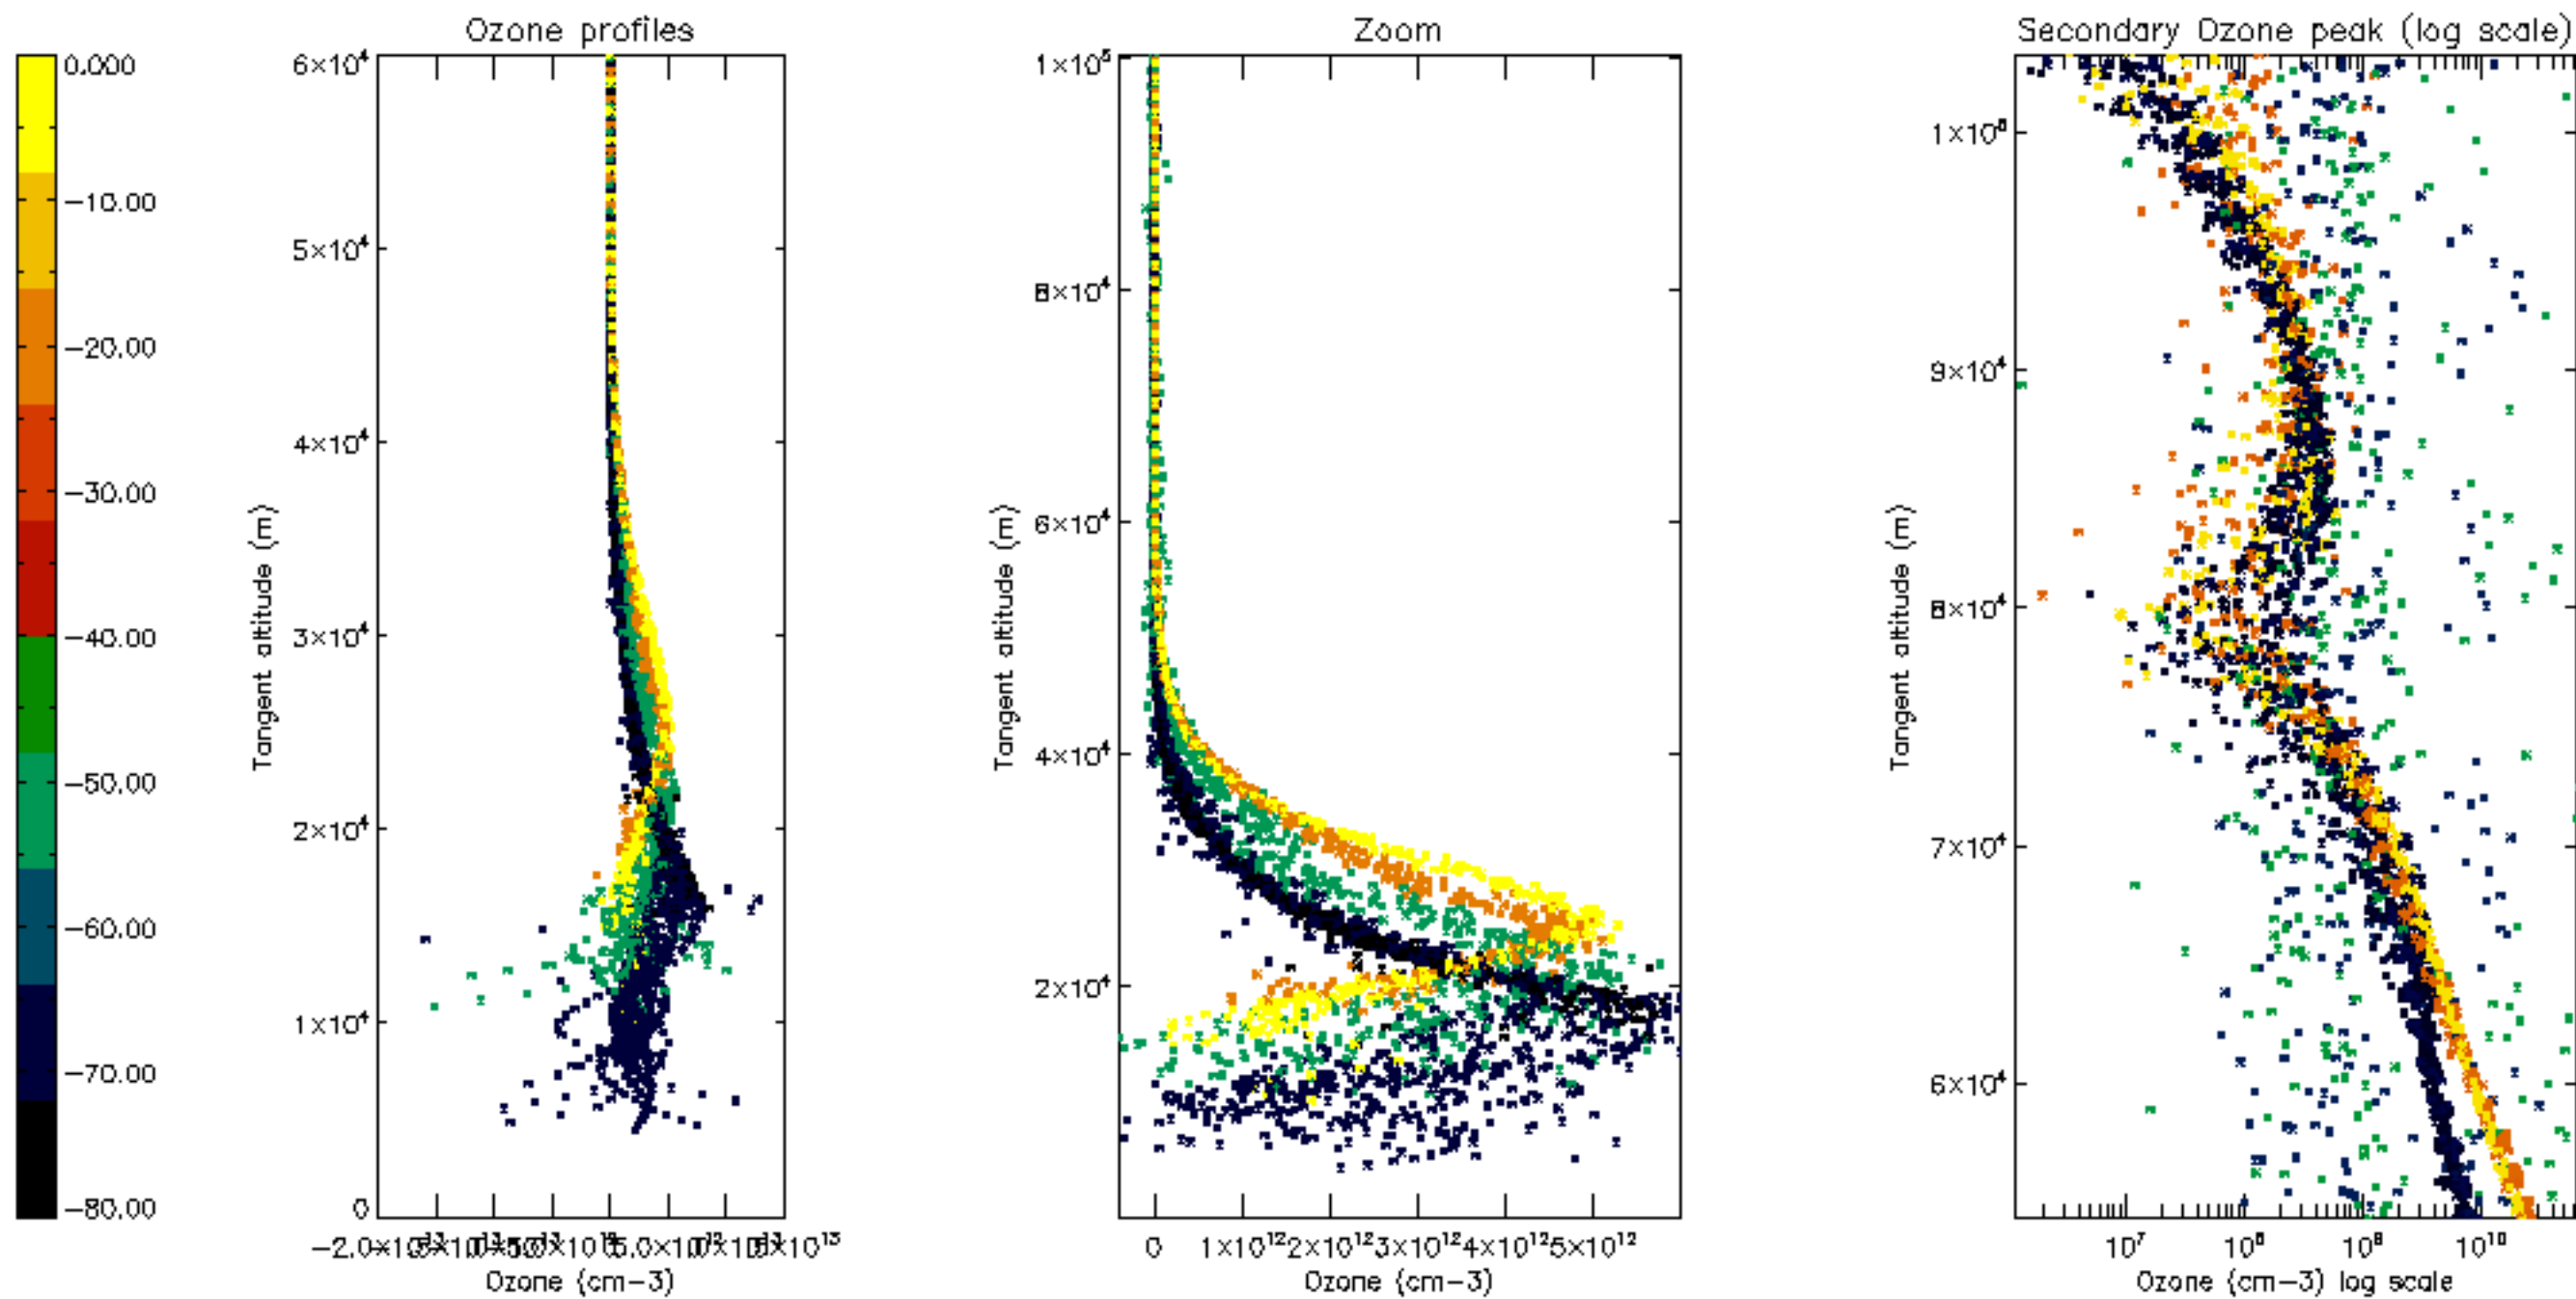 Ozone profiles
Zoom
Secondary Ozone peak (log scale)
0.000
−10.00
−20.00
−30.00
−40.00
−50.00
−60.00
−70.00
−80.00
6×10⁴
5×10⁴
4×10⁴
3×10⁴
2×10⁴
1×10⁴
0
Tangent altitude (m)
Ozone (cm−3)
1×10⁵
8×10⁴
6×10⁴
4×10⁴
2×10⁴
Tangent altitude (m)
0 1×10¹² 2×10¹² 3×10¹² 4×10¹² 5×10¹²
Ozone (cm−3)
9×10⁴
8×10⁴
7×10⁴
6×10⁴
Tangent altitude (m)
10⁷ 10⁸ 10⁹ 10¹⁰
Ozone (cm−3) log scale